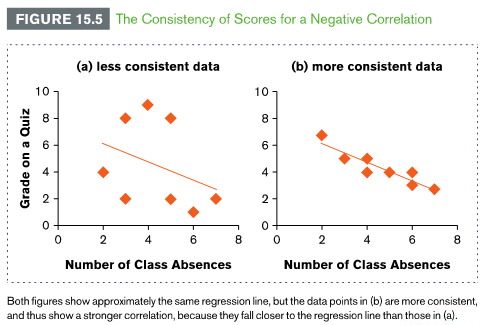 FIGURE 15.5 The Consistency of Scores for a Negative Correlation
(a) less consistent data
10
8
6
4
2
0
0 2 4 6 8
Grade on a Quiz
Number of Class Absences
(b) more consistent data
10
8
6
4
2
0
0 2 4 6 8
Number of Class Absences
Both figures show approximately the same regression line, but the data points in (b) are more consistent,
and thus show a stronger correlation, because they fall closer to the regression line than those in (a).